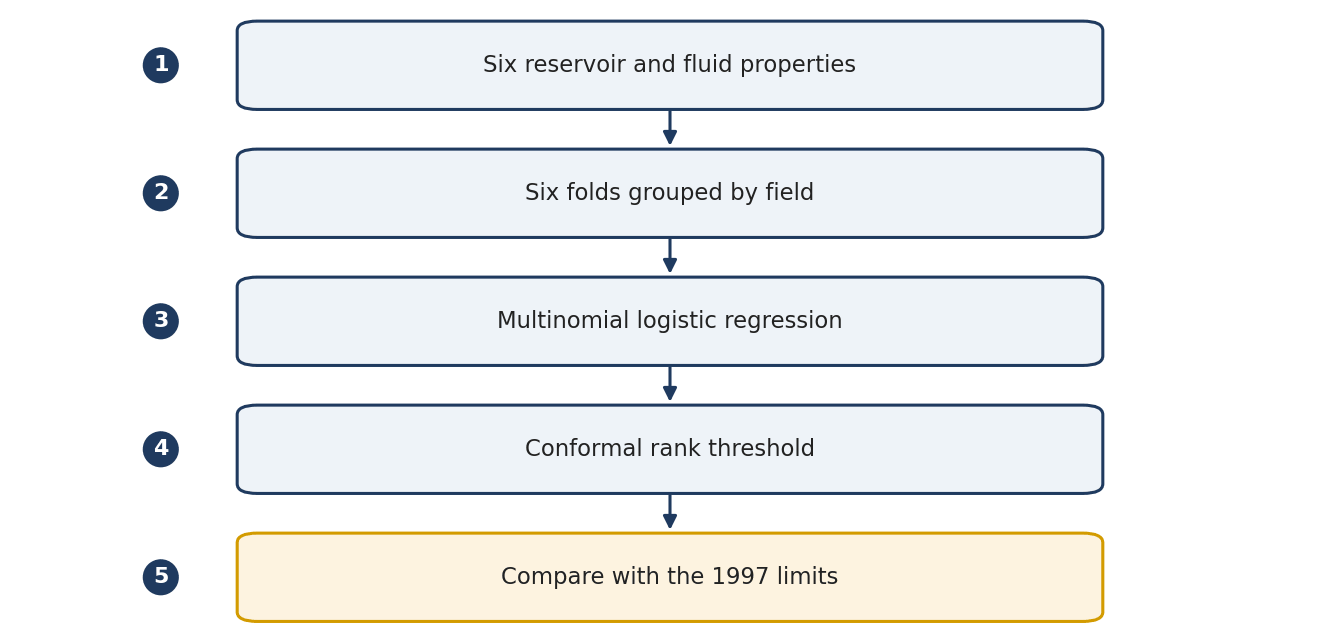 1 Six reservoir and fluid properties
2 Six folds grouped by field
3 Multinomial logistic regression
4 Conformal rank threshold
5 Compare with the 1997 limits